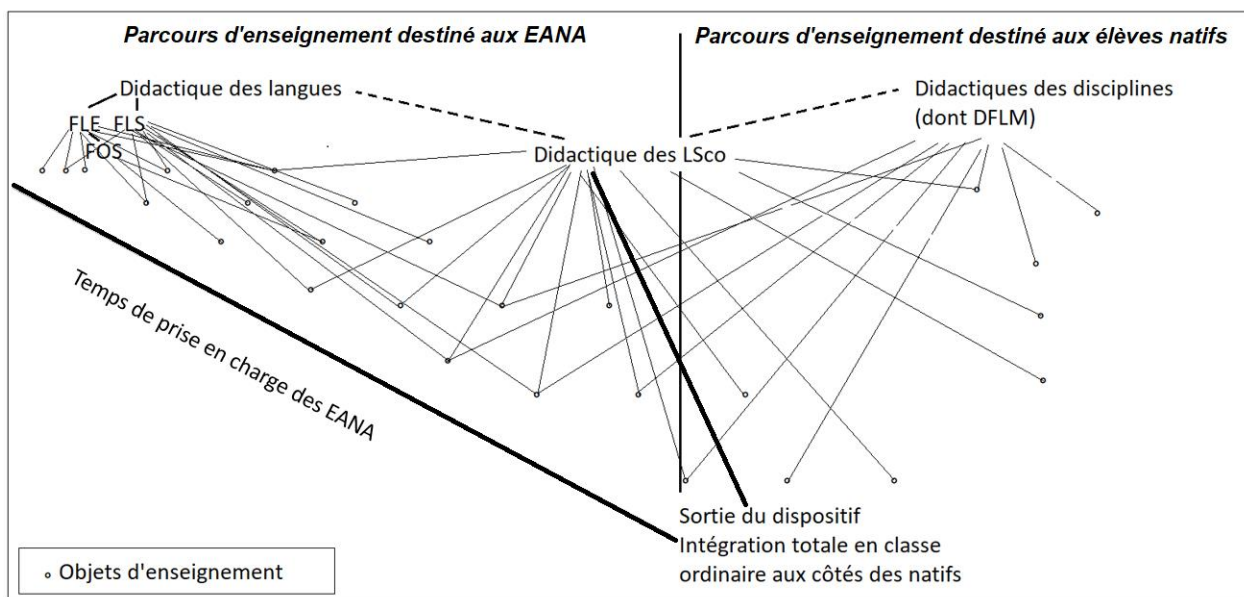 Parcours d'enseignement destiné aux EANA
Parcours d'enseignement destiné aux élèves natifs
Didactique des langues
Didactiques des disciplines
(dont DFLM)
FLE FLS
FOS
Didactique des LSco
Temps de prise en charge des EANA
Sortie du dispositif
Intégration totale en classe
ordinaire aux côtés des natifs
Objets d'enseignement